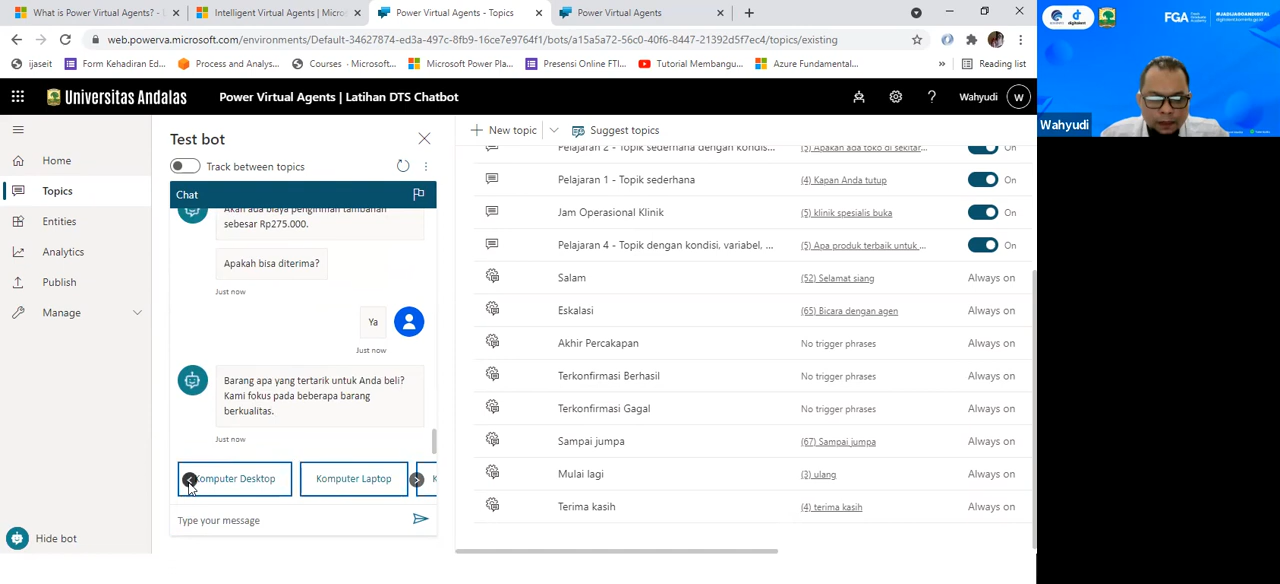 What is Power Virtual Agents? -
Intelligent Virtual Agents | Micros
Power Virtual Agents - Topics
Power Virtual Agents
web.powerva.microsoft.com/environments/Default-34627874-ed3a-497c-8fb9-16ce7e9764f1/bots/a15a5a72-56c0-40f6-8447-21392d5f7ec4/topics/existing
ijaseit
Form Kehadiran Ed...
Process and Analys...
Courses - Microsoft...
Microsoft Power Pla...
Presensi Online FTI...
Tutorial Membangu...
Azure Fundamental...
»
Reading list
Universitas Andalas
Power Virtual Agents | Latihan DTS Chatbot
?
Wahyudi
W
Home
Topics
Entities
Analytics
Publish
Manage
Hide bot
Test bot
Track between topics
Chat
Akan ada biaya pengiriman tambahan
sebesar Rp275.000.
Apakah bisa diterima?
Just now
Ya
Just now
Barang apa yang tertarik untuk Anda beli?
Kami fokus pada beberapa barang
berkualitas.
Just now
Komputer Desktop
Komputer Laptop
K
Type your message
New topic
Suggest topics
Pelajaran 2 - Topik sederhana dengan kondis... (5) Apakah ada toko di sekitar... On
Pelajaran 1 - Topik sederhana (4) Kapan Anda tutup On
Jam Operasional Klinik (5) klinik spesialis buka On
Pelajaran 4 - Topik dengan kondisi, variabel, ... (5) Apa produk terbaik untuk ... On
Salam (52) Selamat siang Always on
Eskalasi (65) Bicara dengan agen Always on
Akhir Percakapan No trigger phrases Always on
Terkonfirmasi Berhasil No trigger phrases Always on
Terkonfirmasi Gagal No trigger phrases Always on
Sampai jumpa (67) Sampai jumpa Always on
Mulai lagi (3) ulang Always on
Terima kasih (4) terima kasih Always on
digitalent
FGA
#JADIJAGOANDIGITAL
Wahyudi